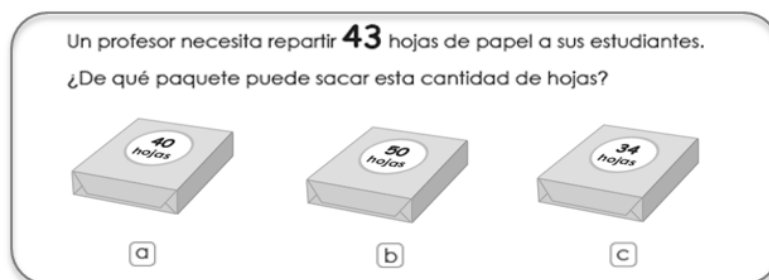 Un profesor necesita repartir 43 hojas de papel a sus estudiantes.
¿De qué paquete puede sacar esta cantidad de hojas?
40 hojas
50 hojas
34 hojas
a
b
c